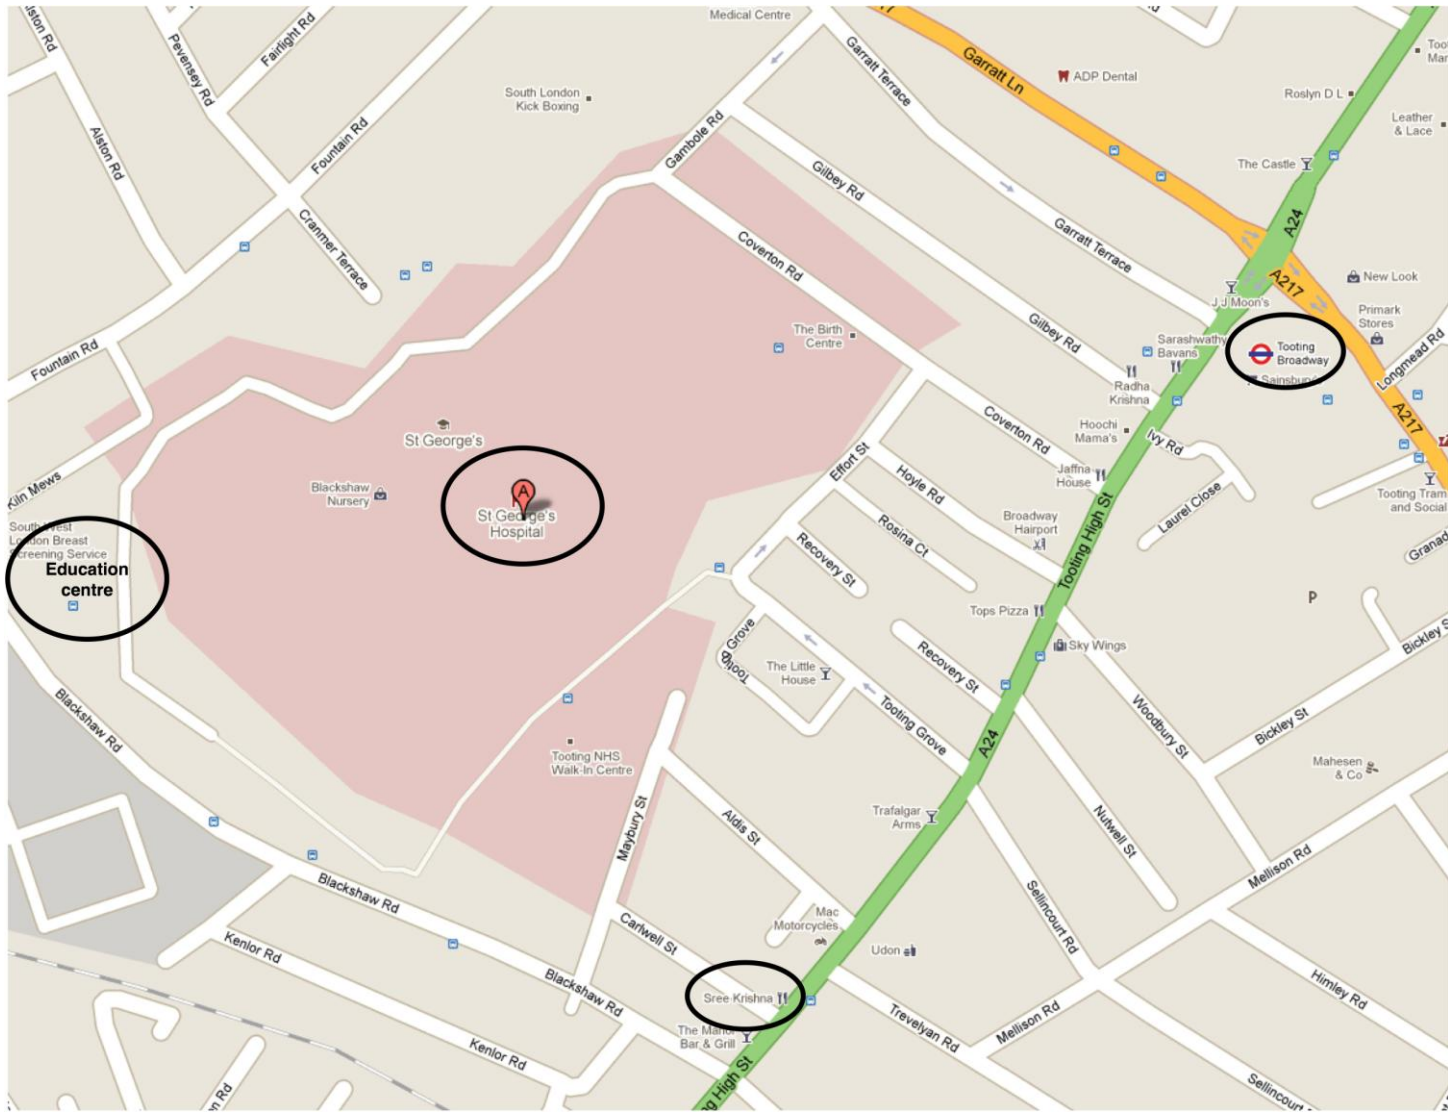 Medical Centre
Alston Rd
Pevensey Rd
Fairlight Rd
Garratt Terrace
Garratt Ln
ADP Dental
South London
Kick Boxing
Roslyn D L
Leather
& Lace
Alston Rd
Fountain Rd
Gambole Rd
The Castle
Gilbey Rd
Cranmer Terrace
Coverton Rd
Garratt Terrace
A24
A217
New Look
J J Moon's
Primark
Stores
The Birth
Centre
Gilbey Rd
Sarashwathy
Bavans
Tooting
Broadway
Sainsbury's
Longmead Rd
Fountain Rd
Radha
Krishna
A217
Coverton Rd
Hoochi
Mama's
Ivy Rd
St George's
Effort St
Hoyle Rd
Jaffna
House
Laurel Close
Tooting Tram
and Social
Kiln Mews
Blackshaw
Nursery
A
St George's
Hospital
Rosina Ct
Broadway
Hairport
Tooting High St
South West
London Breast
Screening Service
Education
centre
Recovery St
P
Tops Pizza
Sky Wings
Bickley S
Tooting Grove
The Little
House
Recovery St
Blackshaw Rd
Tooting Grove
Woodbury St
Bickley St
A24
Tooting NHS
Walk-In Centre
Mahesen
& Co
Maybury St
Aldis St
Trafalgar
Arms
Nutwell St
Mellison Rd
Blackshaw Rd
Sellincourt Rd
Carlwell St
Mac
Motorcycles
Udon
Kenlor Rd
Blackshaw Rd
Sree Krishna
Himley Rd
The Manor
Bar & Grill
Trevelyan Rd
Mellison Rd
Kenlor Rd
ng High St
Sellincourt